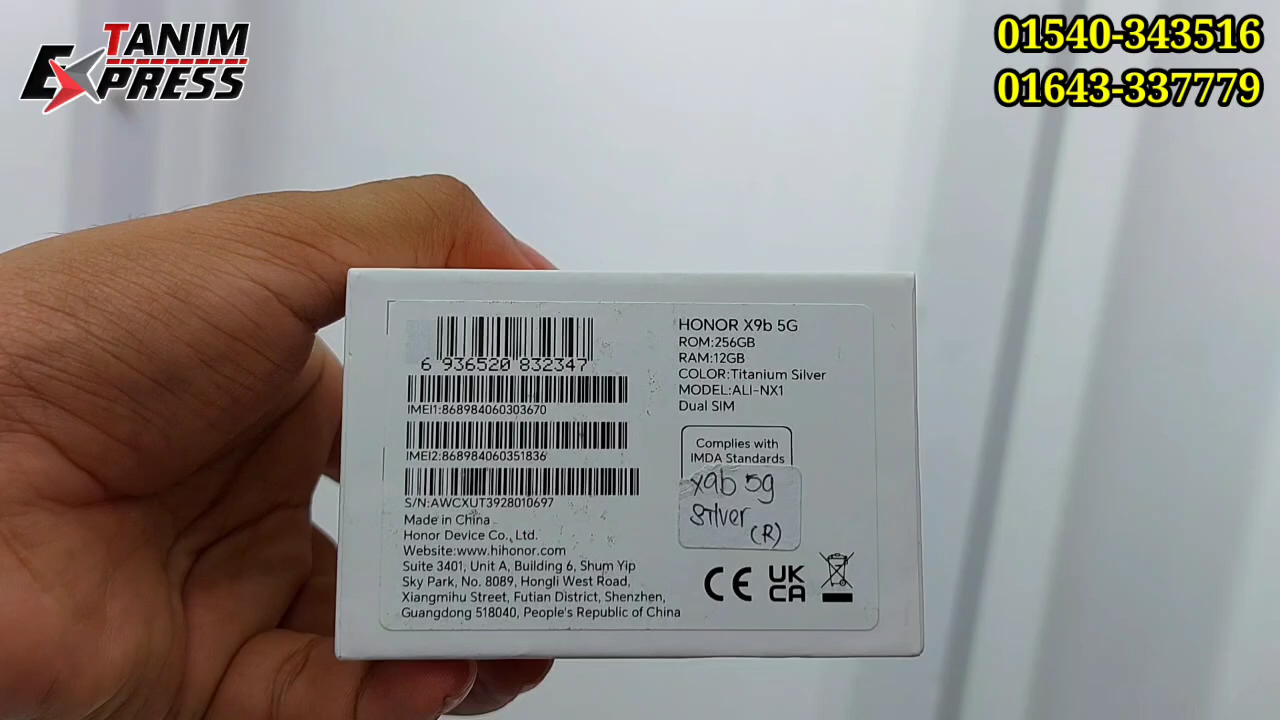 TANIM
EXPRESS
01540-343516
01643-337779
6 936520 832347
IMEI1:868984060303670
IMEI2:868984060351836
S/N:AWCXUT3928010697
Made in China
Honor Device Co., Ltd.
Website:www.hihonor.com
Suite 3401, Unit A, Building 6, Shum Yip
Sky Park, No. 8089, Hongli West Road,
Xiangmihu Street, Futian District, Shenzhen,
Guangdong 518040, People's Republic of China
HONOR X9b 5G
ROM:256GB
RAM:12GB
COLOR:Titanium Silver
MODEL:ALI-NX1
Dual SIM
Complies with
IMDA Standards
X9b 5g
Silver
(R)
CE
UK
CA